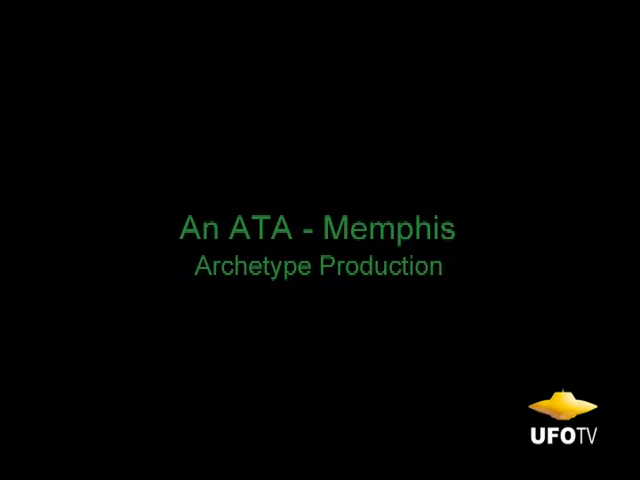 An ATA - Memphis
Archetype Production
UFOTV